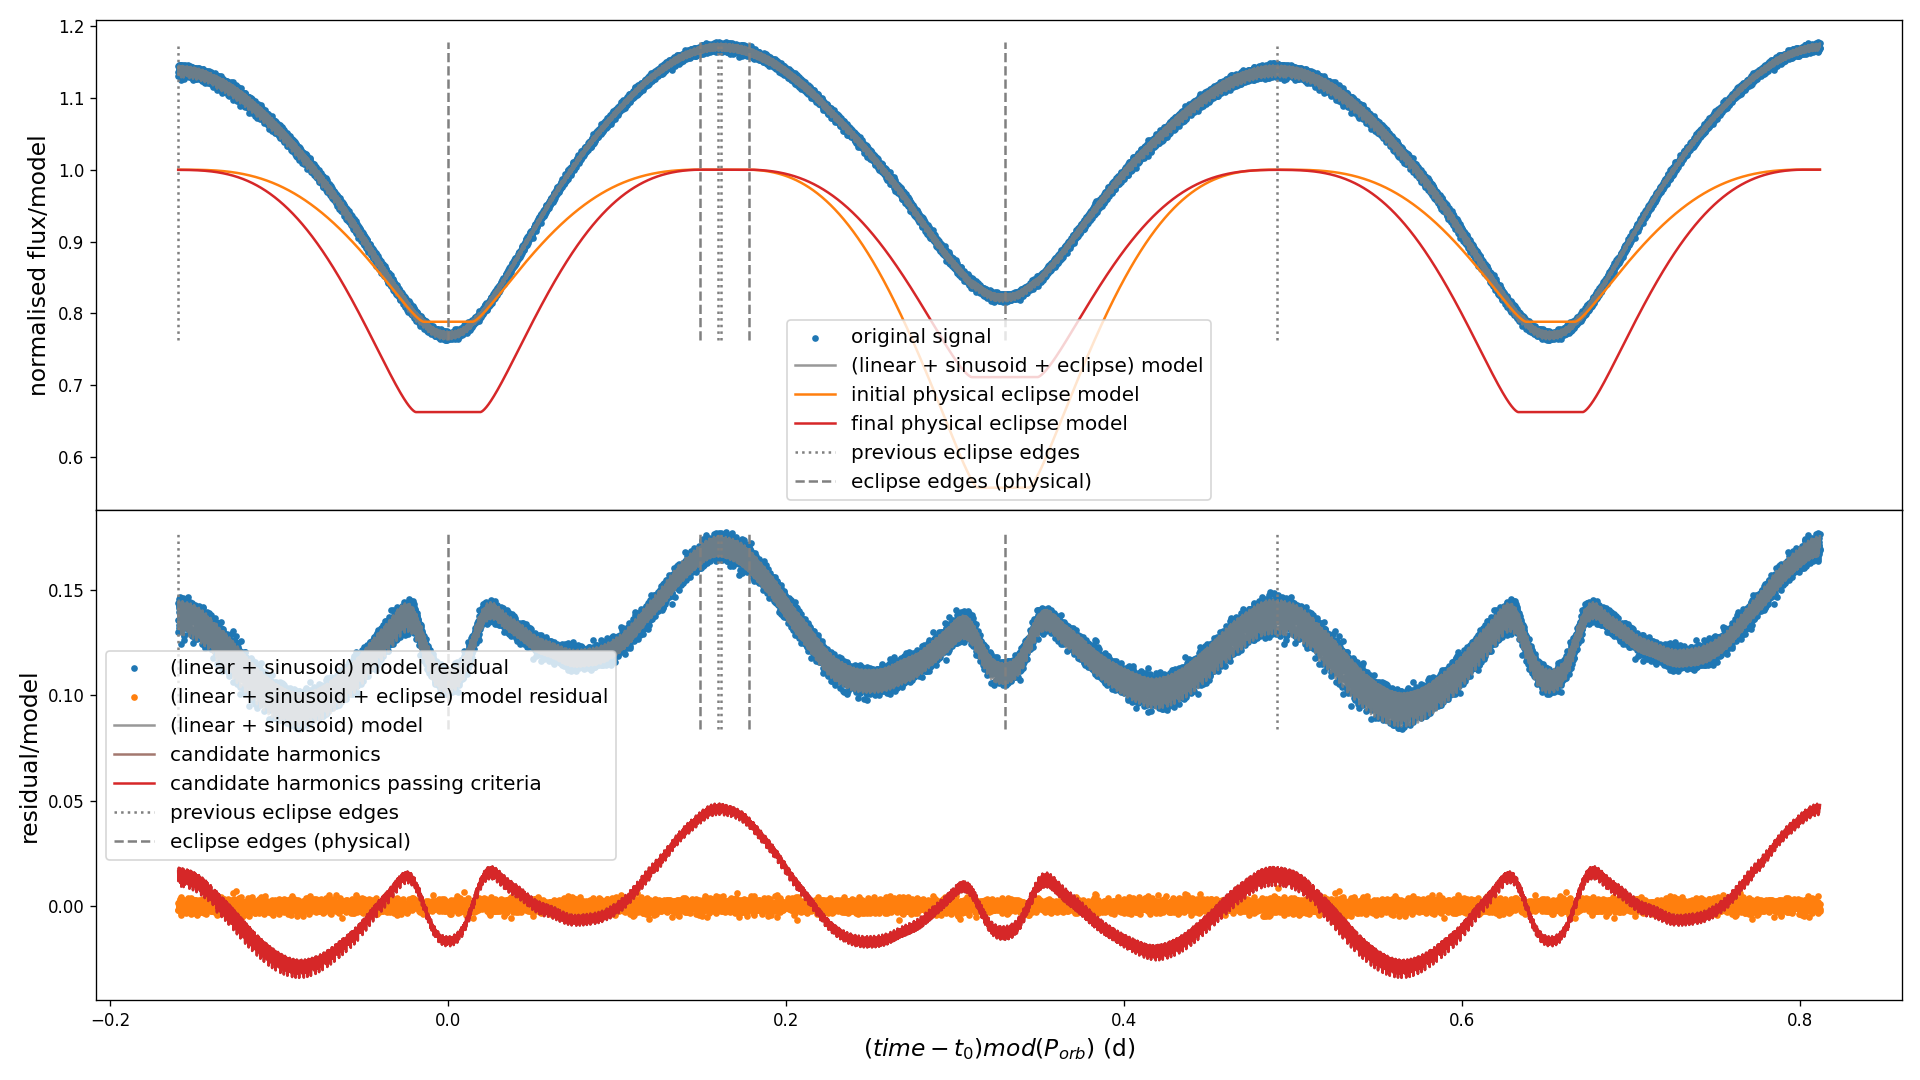 normalised flux/model
1.2
1.1
1.0
0.9
0.8
0.7
0.6
original signal
(linear + sinusoid + eclipse) model
initial physical eclipse model
final physical eclipse model
previous eclipse edges
eclipse edges (physical)
residual/model
0.15
0.10
0.05
0.00
(linear + sinusoid) model residual
(linear + sinusoid + eclipse) model residual
(linear + sinusoid) model
candidate harmonics
candidate harmonics passing criteria
previous eclipse edges
eclipse edges (physical)
−0.2 0.0 0.2 0.4 0.6 0.8
(time − t₀)mod(Pₒᵣb) (d)